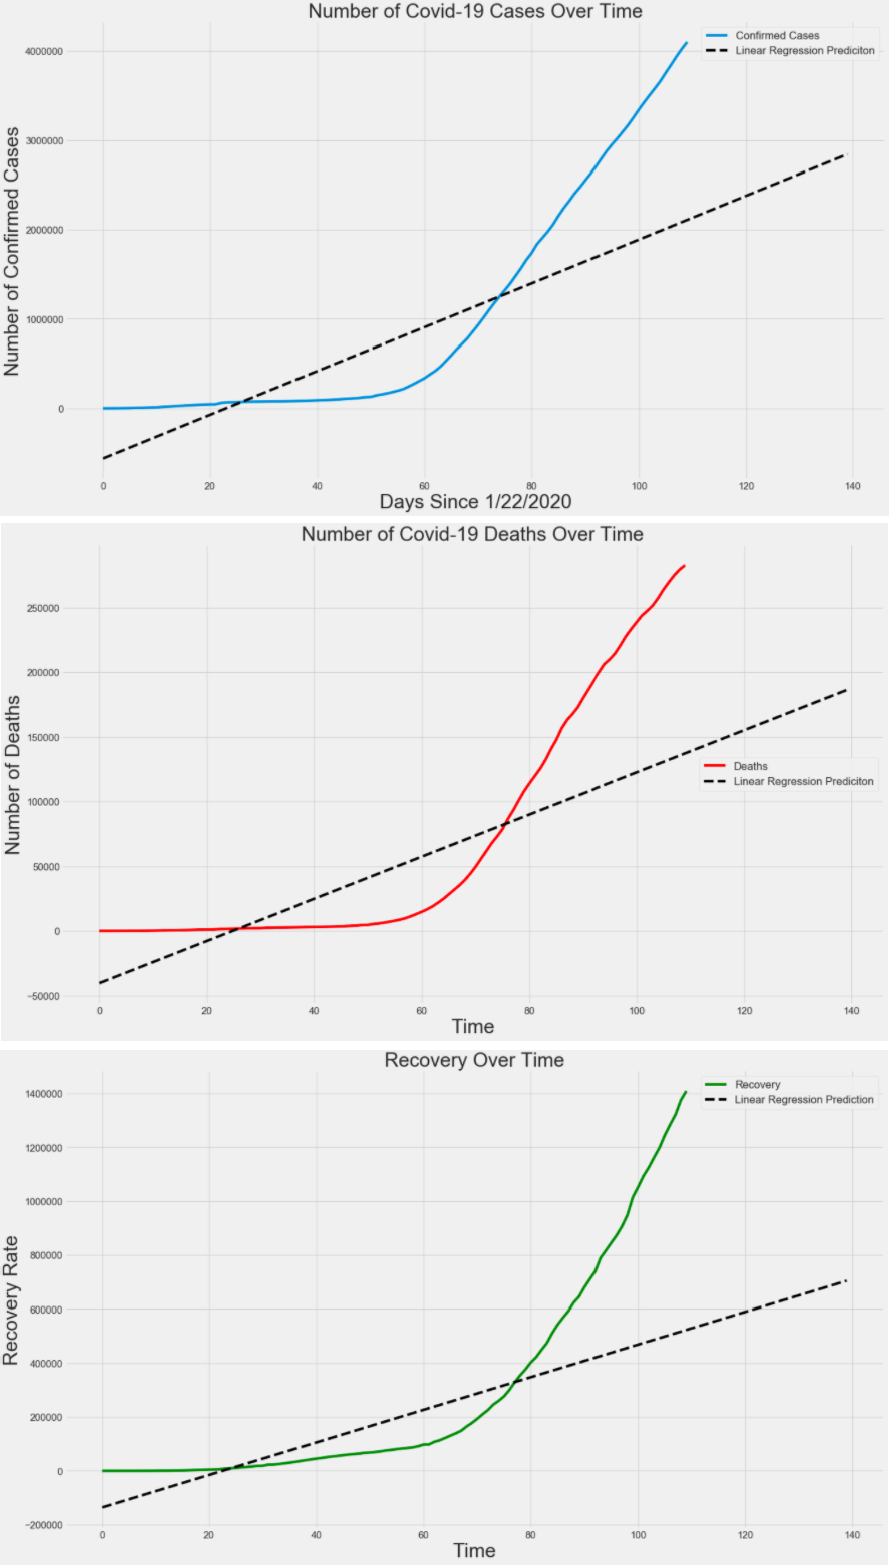 Number of Covid-19 Cases Over Time
Confirmed Cases
Linear Regression Prediciton
Number of Confirmed Cases
4000000
3000000
2000000
1000000
0
0 20 40 60 80 100 120 140
Days Since 1/22/2020
Number of Covid-19 Deaths Over Time
Number of Deaths
250000
200000
150000
100000
50000
0
−50000
Deaths
Linear Regression Prediciton
0 20 40 60 80 100 120 140
Time
Recovery Over Time
Recovery
Linear Regression Prediction
Recovery Rate
1400000
1200000
1000000
800000
600000
400000
200000
0
−200000
0 20 40 60 80 100 120 140
Time